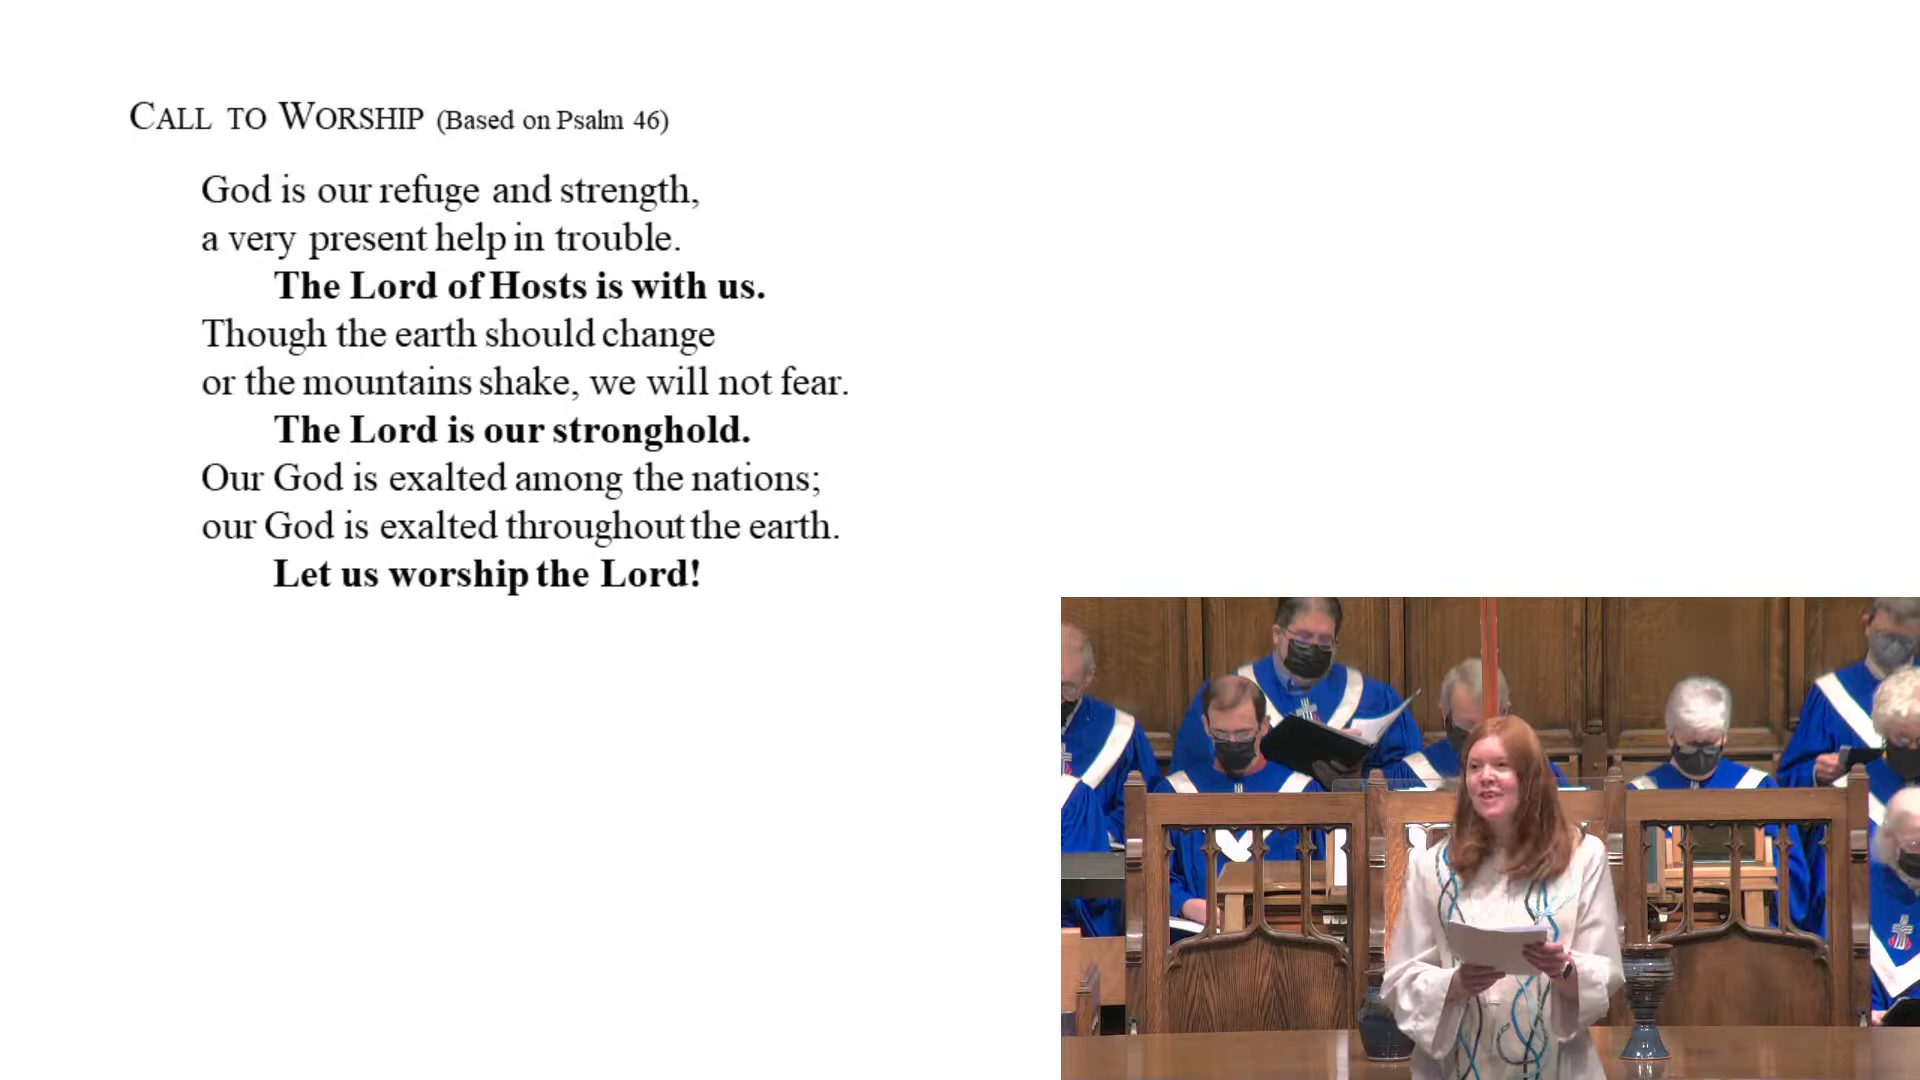 CALL TO WORSHIP (Based on Psalm 46)
God is our refuge and strength,
a very present help in trouble.
The Lord of Hosts is with us.
Though the earth should change
or the mountains shake, we will not fear.
The Lord is our stronghold.
Our God is exalted among the nations;
our God is exalted throughout the earth.
Let us worship the Lord!